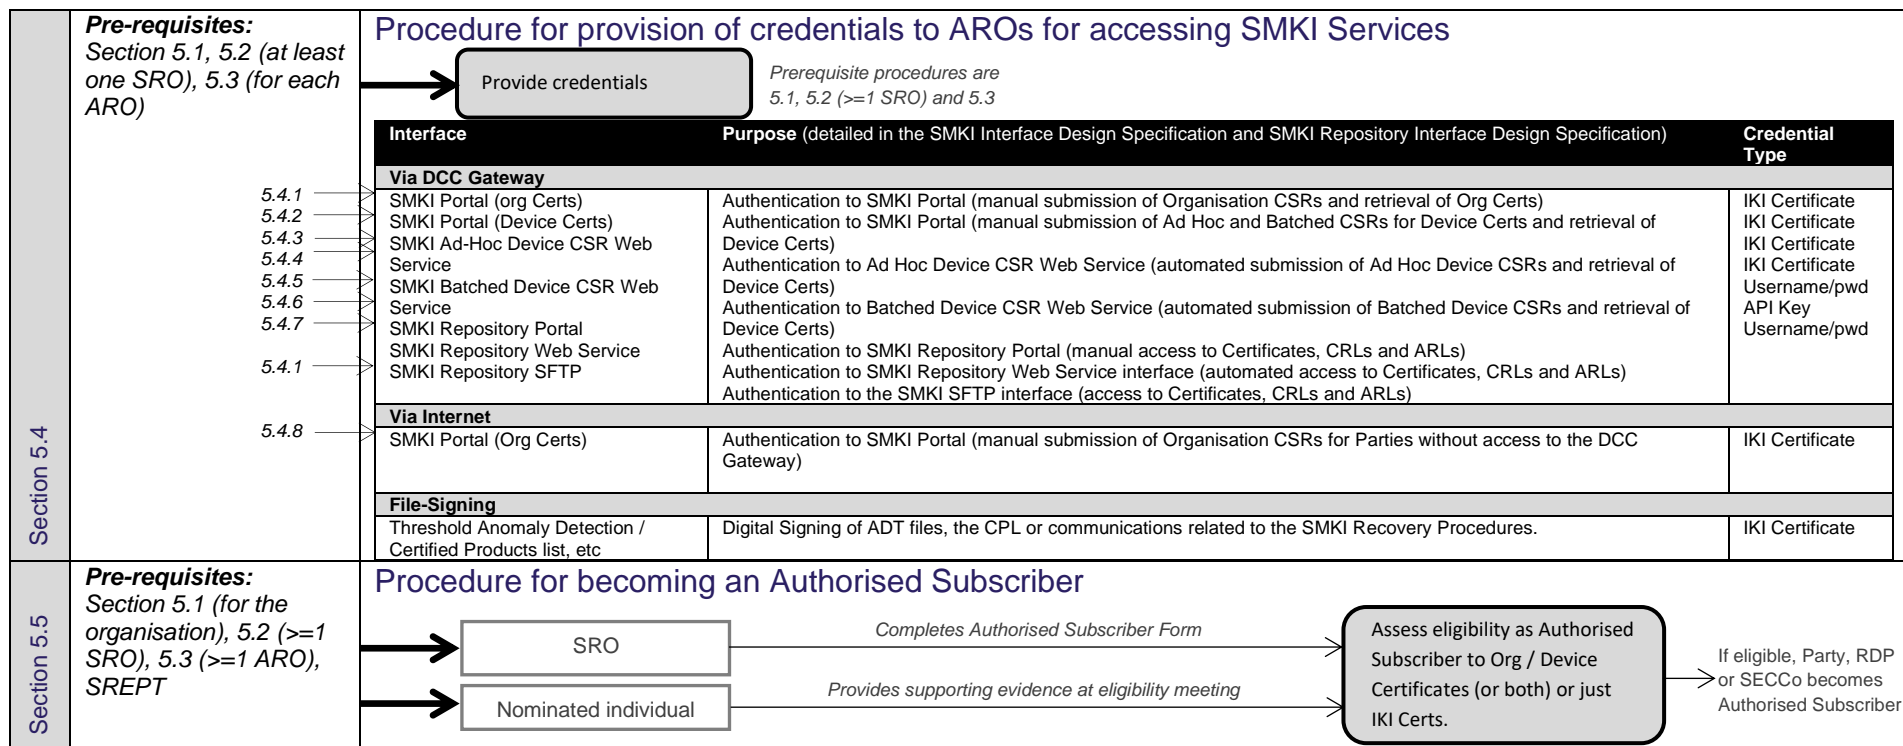 Section 5.4
Pre-requisites:
Section 5.1, 5.2 (at least
one SRO), 5.3 (for each
ARO)
Procedure for provision of credentials to AROs for accessing SMKI Services
Provide credentials
Prerequisite procedures are
5.1, 5.2 (>=1 SRO) and 5.3
Interface
Purpose (detailed in the SMKI Interface Design Specification and SMKI Repository Interface Design Specification)
Credential
Type
Via DCC Gateway
5.4.1
5.4.2
5.4.3
5.4.4
5.4.5
5.4.6
5.4.7
5.4.1
SMKI Portal (org Certs)
SMKI Portal (Device Certs)
SMKI Ad-Hoc Device CSR Web
Service
SMKI Batched Device CSR Web
Service
SMKI Repository Portal
SMKI Repository Web Service
SMKI Repository SFTP
Authentication to SMKI Portal (manual submission of Organisation CSRs and retrieval of Org Certs)
Authentication to SMKI Portal (manual submission of Ad Hoc and Batched CSRs for Device Certs and retrieval of
Device Certs)
Authentication to Ad Hoc Device CSR Web Service (automated submission of Ad Hoc Device CSRs and retrieval of
Device Certs)
Authentication to Batched Device CSR Web Service (automated submission of Batched Device CSRs and retrieval of
Device Certs)
Authentication to SMKI Repository Portal (manual access to Certificates, CRLs and ARLs)
Authentication to SMKI Repository Web Service interface (automated access to Certificates, CRLs and ARLs)
Authentication to the SMKI SFTP interface (access to Certificates, CRLs and ARLs)
IKI Certificate
IKI Certificate
IKI Certificate
IKI Certificate
Username/pwd
API Key
Username/pwd
Via Internet
5.4.8
SMKI Portal (Org Certs)
Authentication to SMKI Portal (manual submission of Organisation CSRs for Parties without access to the DCC
Gateway)
IKI Certificate
File-Signing
Threshold Anomaly Detection /
Certified Products list, etc
Digital Signing of ADT files, the CPL or communications related to the SMKI Recovery Procedures.
IKI Certificate
Section 5.5
Pre-requisites:
Section 5.1 (for the
organisation), 5.2 (>=1
SRO), 5.3 (>=1 ARO),
SREPT
Procedure for becoming an Authorised Subscriber
SRO
Completes Authorised Subscriber Form
Nominated individual
Provides supporting evidence at eligibility meeting
Assess eligibility as Authorised
Subscriber to Org / Device
Certificates (or both) or just
IKI Certs.
If eligible, Party, RDP
or SECCo becomes
Authorised Subscriber